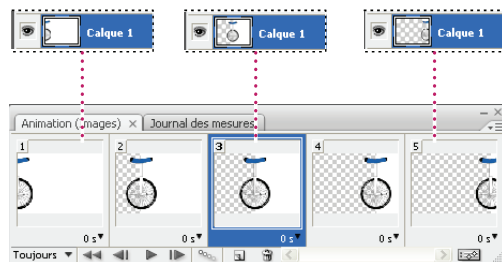 Calque 1 Calque 1 Calque 1
Animation (Images) × Journal des mesures
1 2 3 4 5
0 s 0 s 0 s 0 s 0 s
Toujours